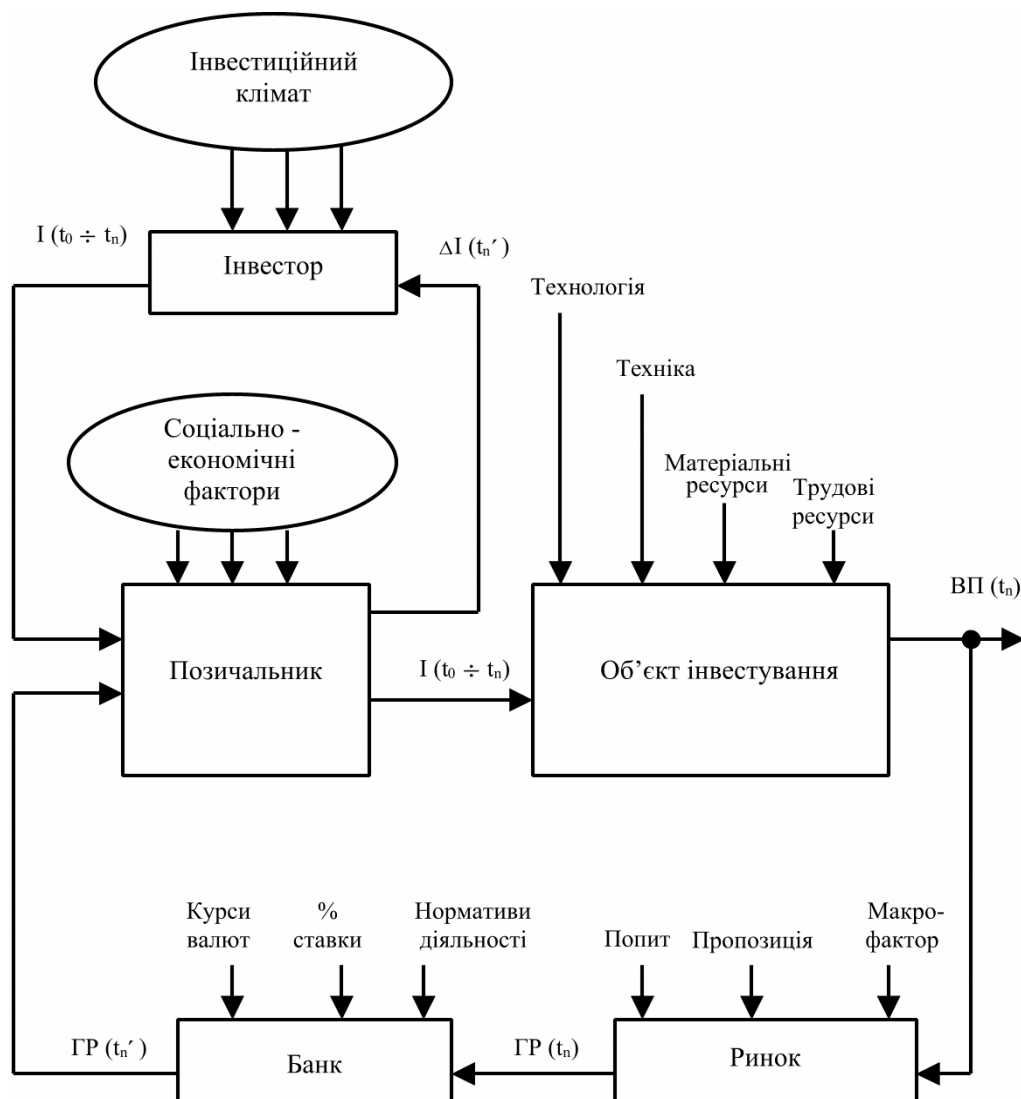 Інвестиційний
клімат
I (t₀ ÷ tₙ)
Інвестор
ΔI (tₙ′)
Технологія
Техніка
Соціально -
економічні
фактори
Матеріальні
ресурси
Трудові
ресурси
ВП (tₙ)
Позичальник
I (t₀ ÷ tₙ)
Об’єкт інвестування
Курси
валют
%
ставки
Нормативи
діяльності
Попит
Пропозиція
Макро-
фактор
ГР (tₙ′ )
Банк
ГР (tₙ)
Ринок